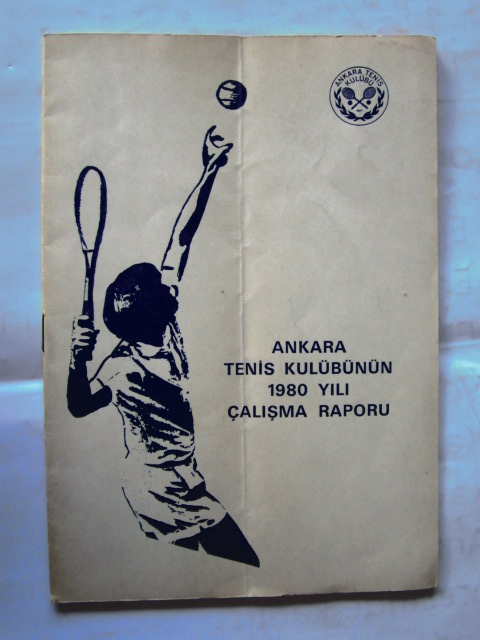 ANKARA TENİS
KULÜBÜ
ANKARA
TENİS KULÜBÜNÜN
1980 YILI
ÇALIŞMA RAPORU